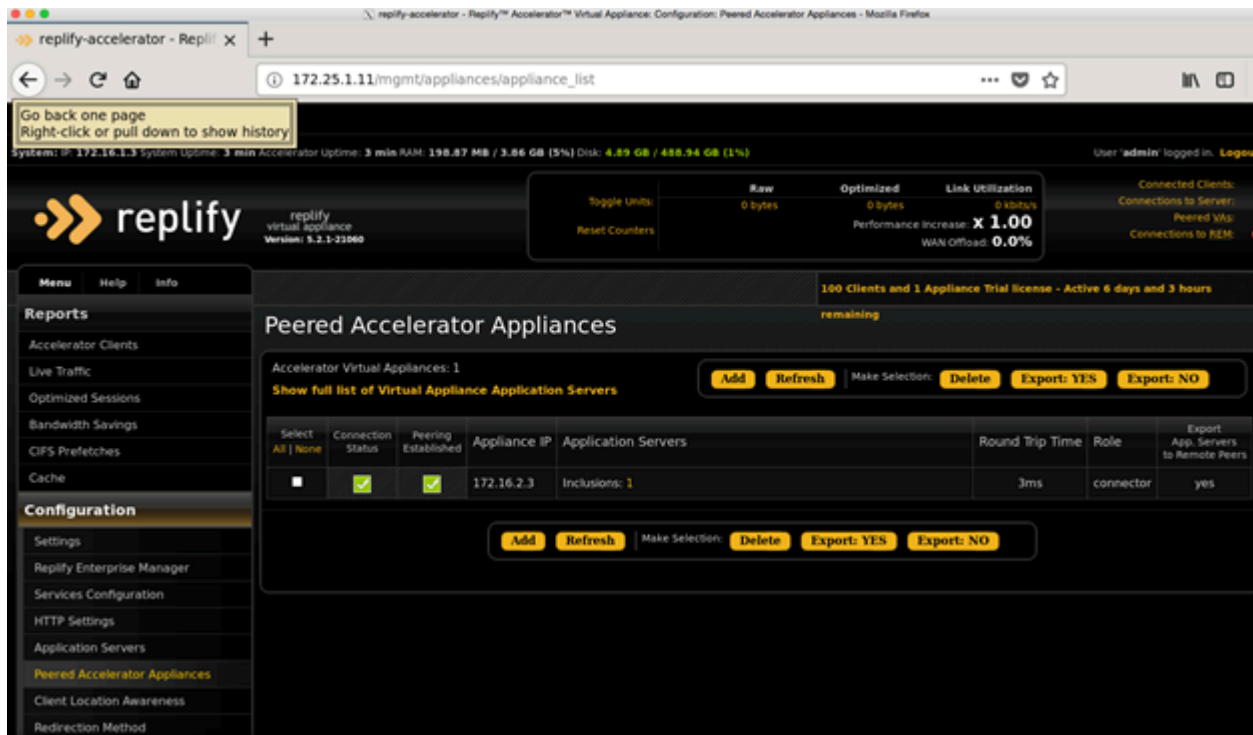 replify-accelerator - Replify™ Accelerator™ Virtual Appliance: Configuration: Peered Accelerator Appliances - Mozilla Firefox
replify-accelerator - Replif
172.25.1.11/mgmt/appliances/appliance_list
Go back one page
Right-click or pull down to show history
System: IP: 172.16.1.3 System Uptime: 3 min Accelerator Uptime: 3 min RAM: 198.87 MB / 3.86 GB (5%) Disk: 4.89 GB / 488.94 GB (1%)
User 'admin' logged in. Logou
replify
replify
virtual appliance
Version: 5.2.1-21060
Raw Optimized Link Utilization
Toggle Units: 0 bytes 0 bytes 0 kbits/s
Reset Counters Performance Increase: x 1.00
WAN Offload: 0.0%
Connected Clients:
Connections to Server:
Peered VAs:
Connections to REM:
Menu Help Info
100 Clients and 1 Appliance Trial license - Active 6 days and 3 hours
remaining
Reports
Accelerator Clients
Live Traffic
Optimized Sessions
Bandwidth Savings
CIFS Prefetches
Cache
Configuration
Settings
Replify Enterprise Manager
Services Configuration
HTTP Settings
Application Servers
Peered Accelerator Appliances
Client Location Awareness
Redirection Method
Peered Accelerator Appliances
Accelerator Virtual Appliances: 1
Show full list of Virtual Appliance Application Servers
Add Refresh Make Selection: Delete Export: YES Export: NO
Select
All | None
Connection
Status
Peering
Established
Appliance IP
Application Servers
Round Trip Time
Role
Export
App. Servers
to Remote Peers
172.16.2.3 Inclusions: 1 3ms connector yes
Add Refresh Make Selection: Delete Export: YES Export: NO